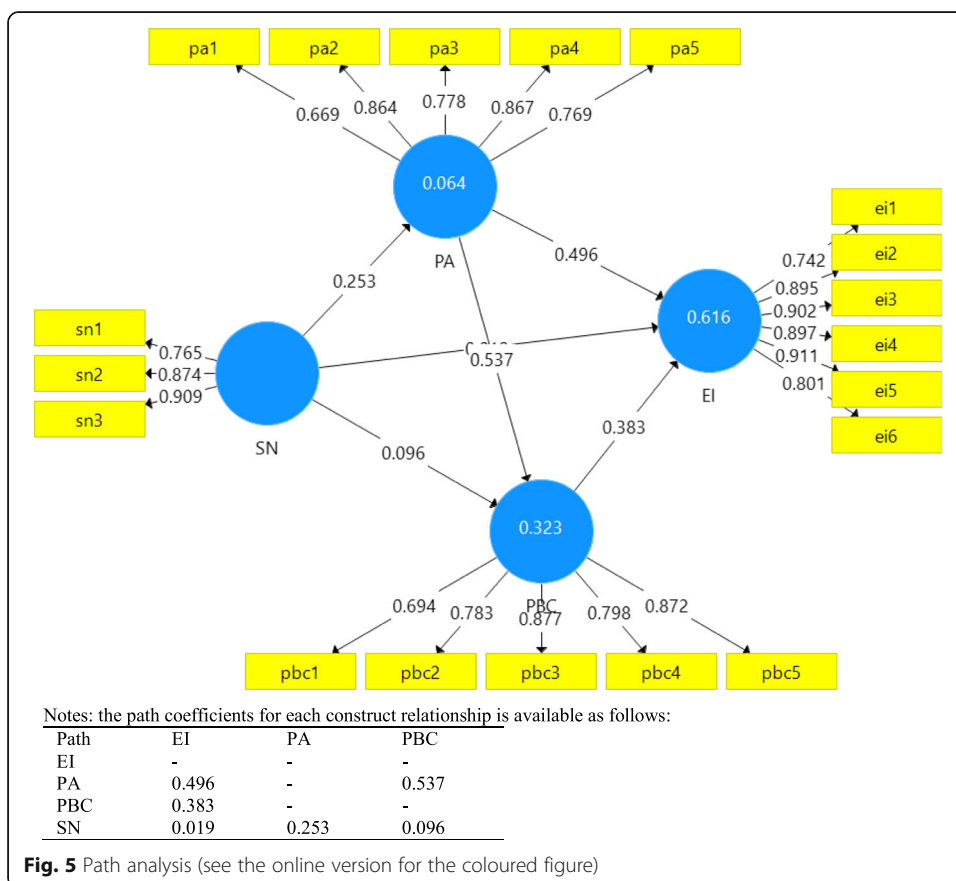 pa1 pa2 pa3 pa4 pa5
0.669 0.864 0.778 0.867 0.769
0.064
PA
ei1
ei2
ei3
ei4
ei5
ei6
0.742
0.895
0.902
0.897
0.911
0.801
0.616
EI
0.253
0.496
sn1
sn2
sn3
0.765
0.874
0.909
SN
0.537
0.096
0.383
0.323
PBC
0.694 0.783 0.877 0.798 0.872
pbc1 pbc2 pbc3 pbc4 pbc5
Notes: the path coefficients for each construct relationship is available as follows:
Path EI PA PBC
EI - - -
PA 0.496 - 0.537
PBC 0.383 - -
SN 0.019 0.253 0.096
Fig. 5 Path analysis (see the online version for the coloured figure)